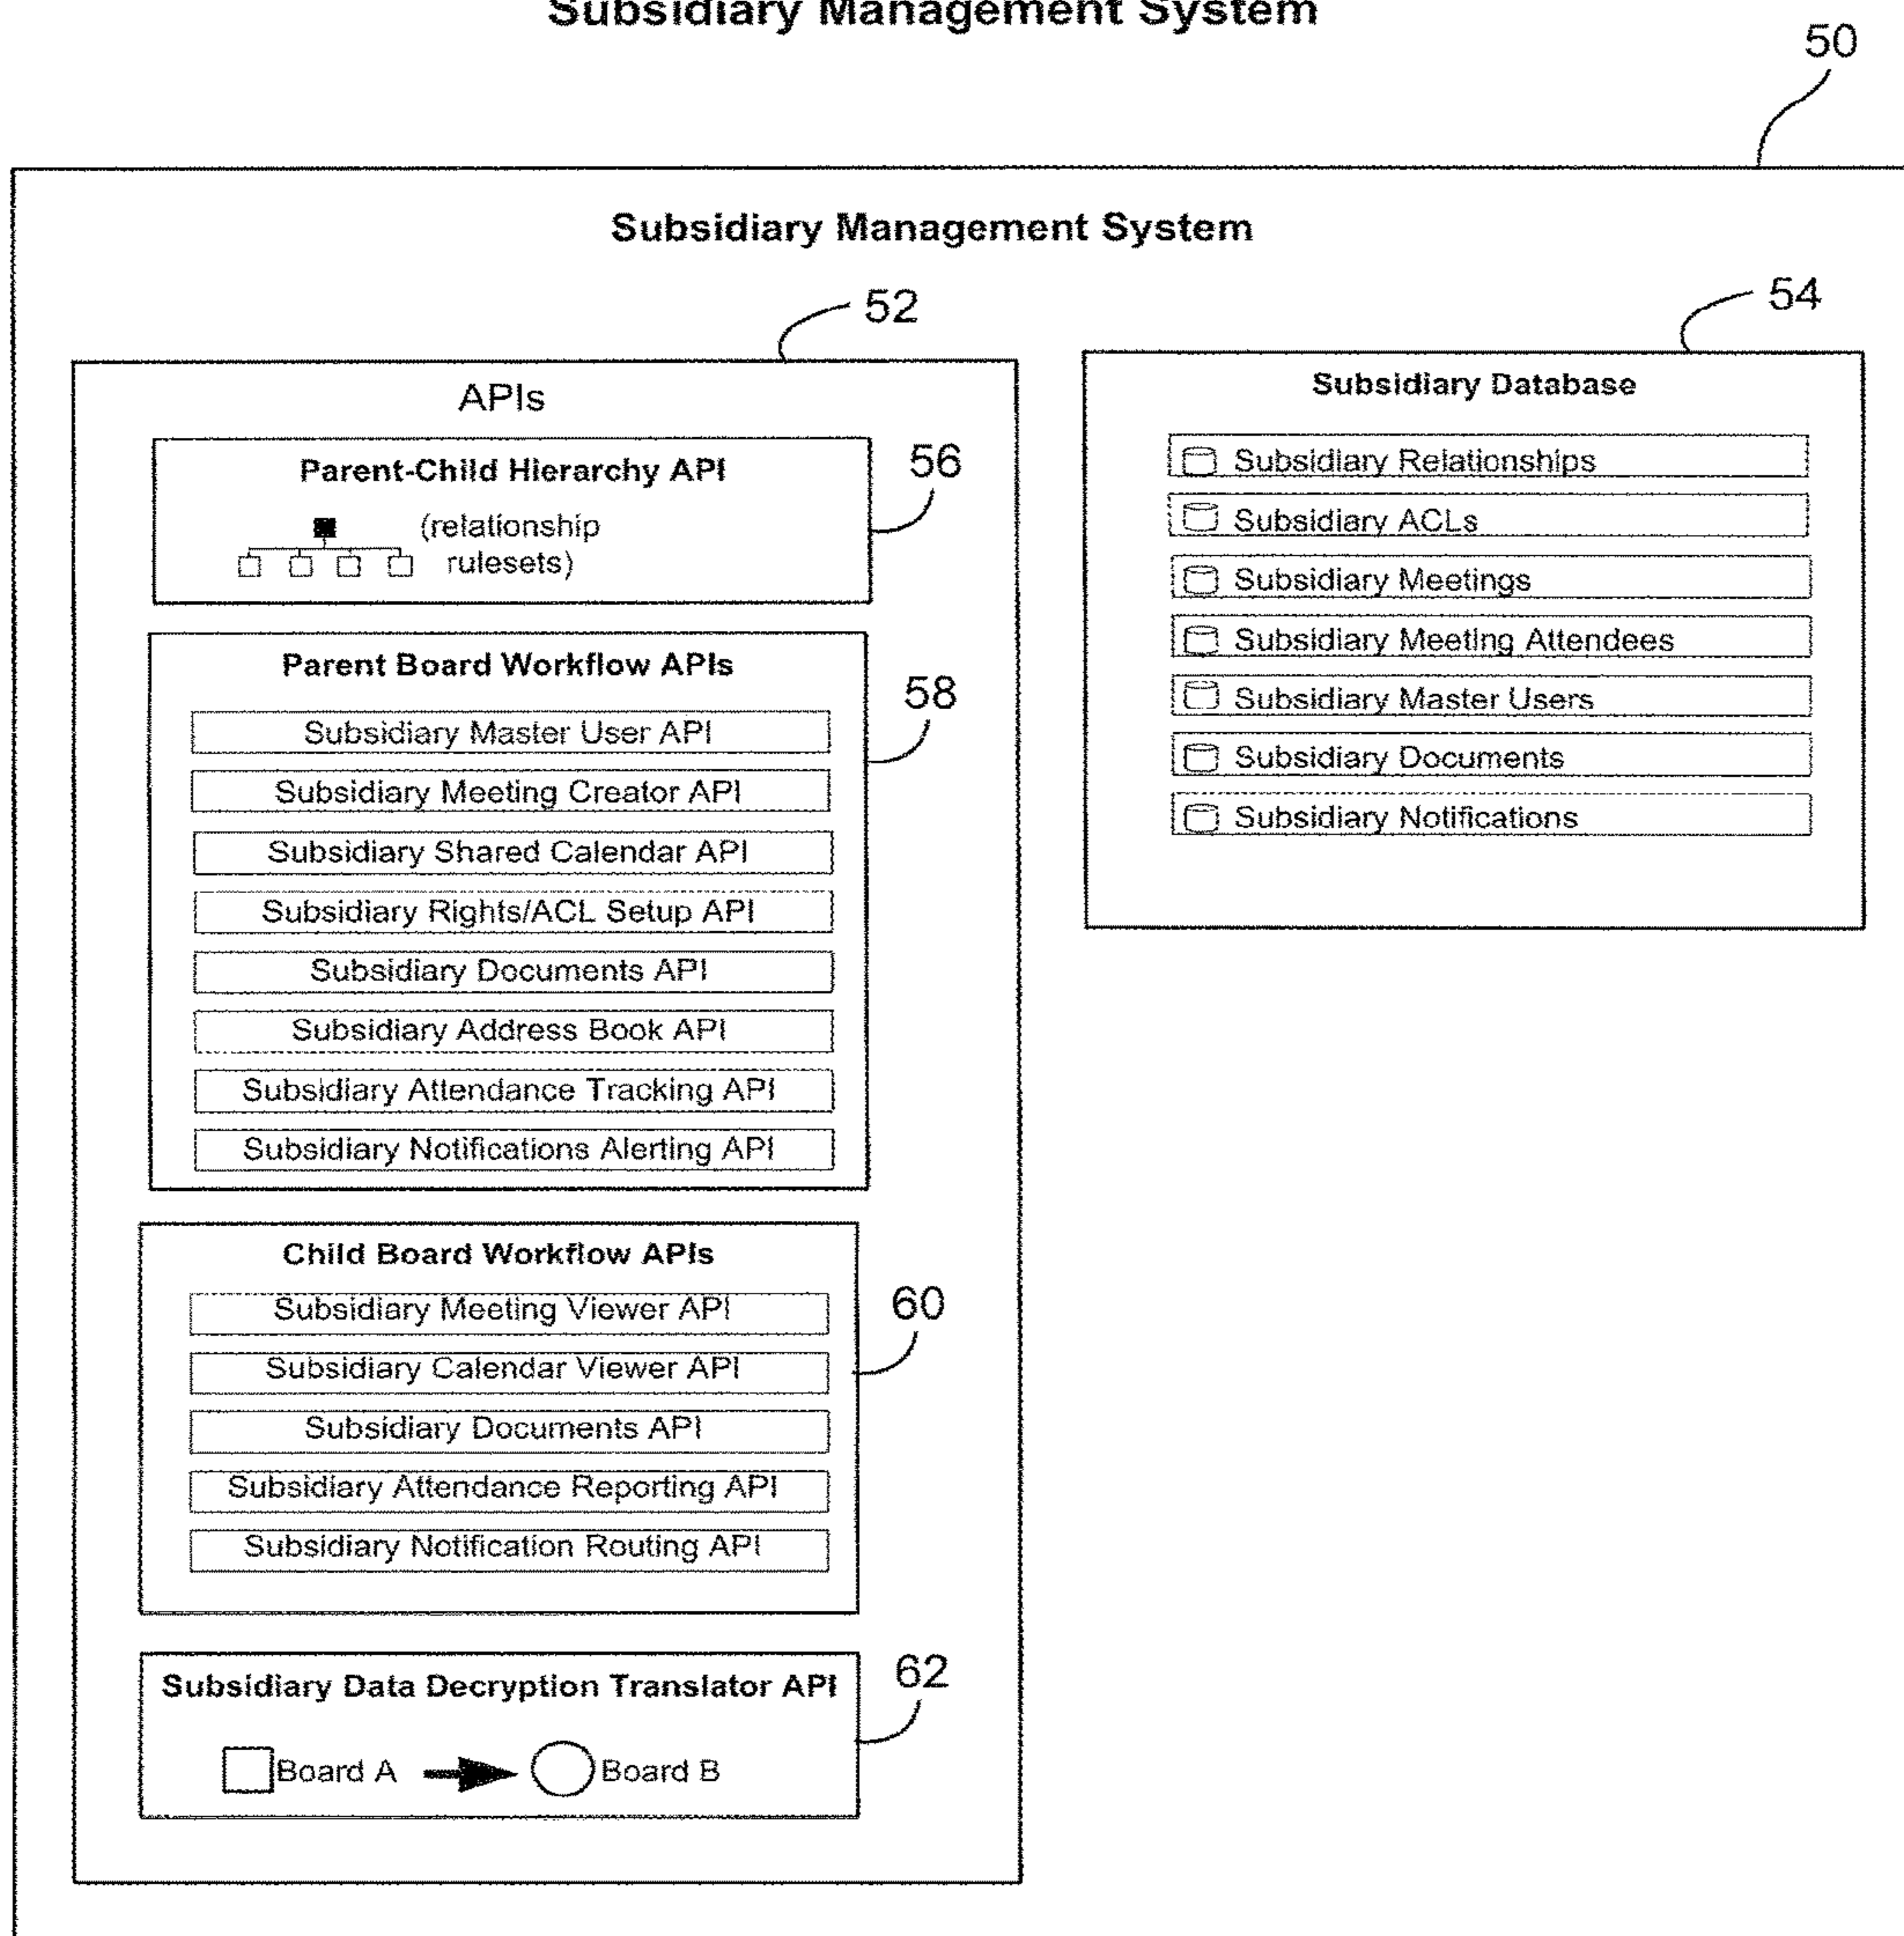 Subsidiary Management System
50
Subsidiary Management System
52
54
APIs
Parent-Child Hierarchy API
(relationship
rulesets)
56
Parent Board Workflow APIs
58
Subsidiary Master User API
Subsidiary Meeting Creator API
Subsidiary Shared Calendar API
Subsidiary Rights/ACL Setup API
Subsidiary Documents API
Subsidiary Address Book API
Subsidiary Attendance Tracking API
Subsidiary Notifications Alerting API
Child Board Workflow APIs
60
Subsidiary Meeting Viewer API
Subsidiary Calendar Viewer API
Subsidiary Documents API
Subsidiary Attendance Reporting API
Subsidiary Notification Routing API
Subsidiary Data Decryption Translator API
62
Board A
Board B
Subsidiary Database
Subsidiary Relationships
Subsidiary ACLs
Subsidiary Meetings
Subsidiary Meeting Attendees
Subsidiary Master Users
Subsidiary Documents
Subsidiary Notifications